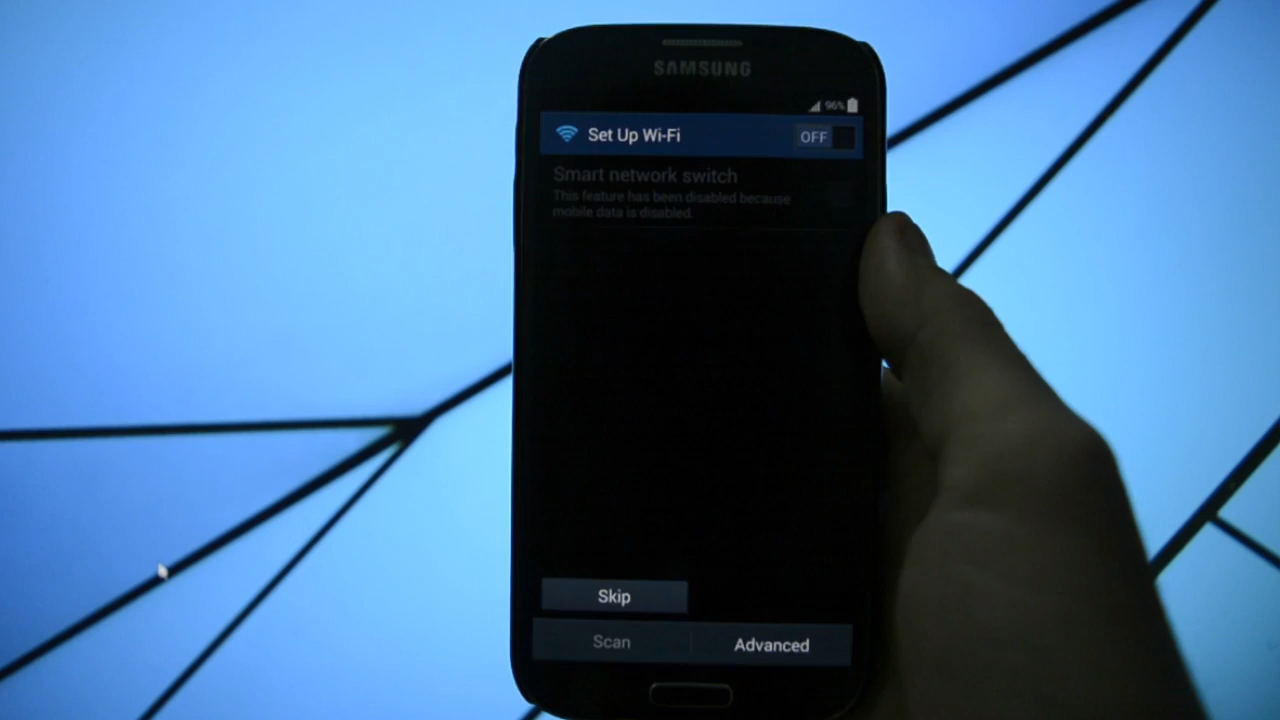 SAMSUNG
96%
Set Up Wi-Fi
OFF
Smart network switch
This feature has been disabled because
mobile data is disabled.
Skip
Scan
Advanced